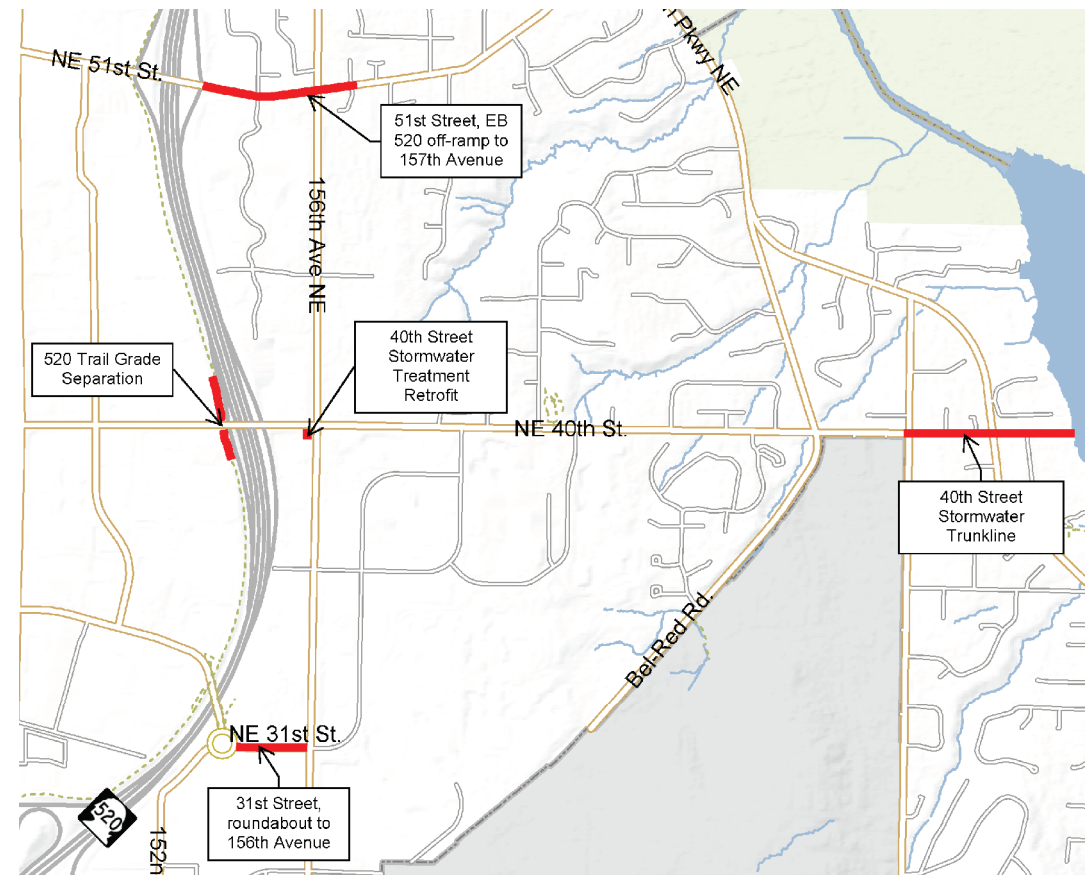 NE 51st St.
n Pkwy NE
51st Street, EB
520 off-ramp to
157th Avenue
156th Ave NE
520 Trail Grade
Separation
40th Street
Stormwater
Treatment
Retrofit
NE 40th St.
40th Street
Stormwater
Trunkline
Bel-Red Rd.
NE 31st St.
31st Street,
roundabout to
156th Avenue
520
152n